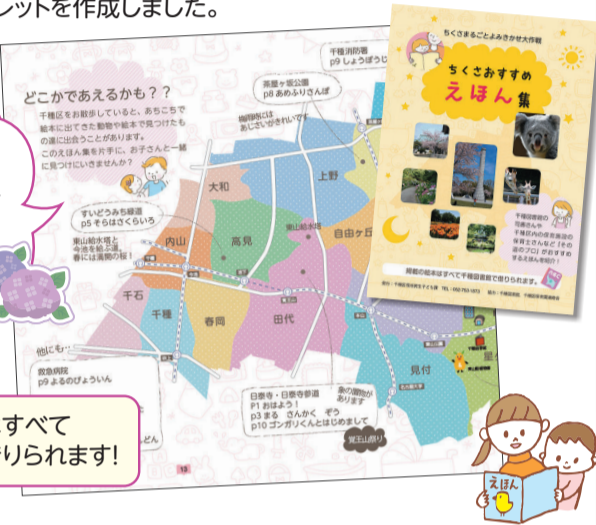 レットを作成しました。
どこかであえるかも？？
千種区をお散歩していると、あちこちで
絵本に出てきた動物や絵本で見つけたも
の達に出会うことがあります。
このえほん集を片手に、お子さんと一緒
に見つけにいきませんか？
千種消防署
p9 しょうぼうじ
茶屋ヶ坂公園
p8 あめふりさんぽ
梅雨時には
あじさいがきれいです
すいどうみち緑道
p5 そらはさくらいろ
東山給水塔と
今池を結ぶ道。
春には満開の桜！
大和
上野
内山
高見
東山給水塔
自由ヶ丘
千石
千種
春岡
田代
見付
星
他にも…
救急病院
p9 よるのびょういん
どん
日泰寺・日泰寺参道
P1 おはよう！
p3 まる さんかく ぞう
p10 ゴンガリくんとはじめまして
象の置物が
あります
覚王山祭り
13
すべて
りられます!
ちくさまるごとよみきかせ大作戦
ちくさおすすめ
えほん集
千種図書館の
司書さんや
千種区内の保育施設の
保育士さんなど「その
道のプロ」がおすすめ
するえほんを紹介！
掲載の絵本はすべて千種図書館で借りられます。
えほん